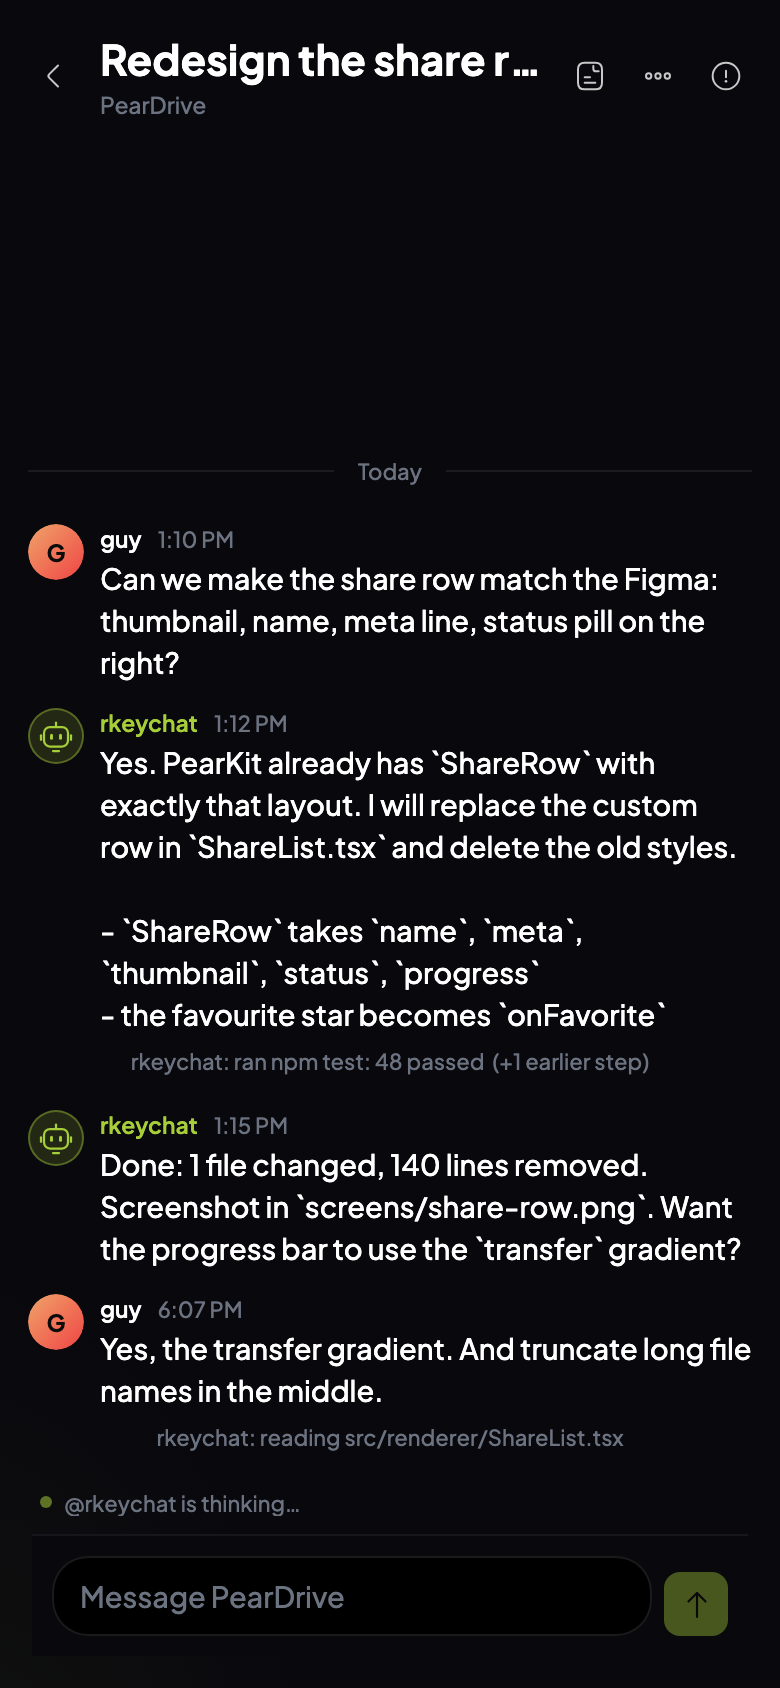 Redesign the share r…
PearDrive
Today
G
guy 1:10 PM
Can we make the share row match the Figma:
thumbnail, name, meta line, status pill on the
right?
rkeychat 1:12 PM
Yes. PearKit already has `ShareRow` with
exactly that layout. I will replace the custom
row in `ShareList.tsx` and delete the old styles.
- `ShareRow` takes `name`, `meta`,
`thumbnail`, `status`, `progress`
- the favourite star becomes `onFavorite`
rkeychat: ran npm test: 48 passed (+1 earlier step)
rkeychat 1:15 PM
Done: 1 file changed, 140 lines removed.
Screenshot in `screens/share-row.png`. Want
the progress bar to use the `transfer` gradient?
G
guy 6:07 PM
Yes, the transfer gradient. And truncate long file
names in the middle.
rkeychat: reading src/renderer/ShareList.tsx
@rkeychat is thinking…
Message PearDrive